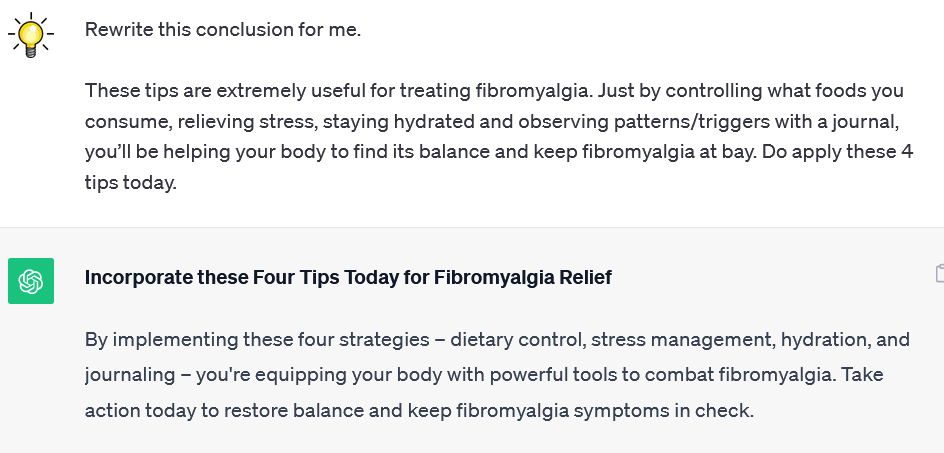 Rewrite this conclusion for me.
These tips are extremely useful for treating fibromyalgia. Just by controlling what foods you
consume, relieving stress, staying hydrated and observing patterns/triggers with a journal,
you’ll be helping your body to find its balance and keep fibromyalgia at bay. Do apply these 4
tips today.
Incorporate these Four Tips Today for Fibromyalgia Relief
By implementing these four strategies – dietary control, stress management, hydration, and
journaling – you're equipping your body with powerful tools to combat fibromyalgia. Take
action today to restore balance and keep fibromyalgia symptoms in check.